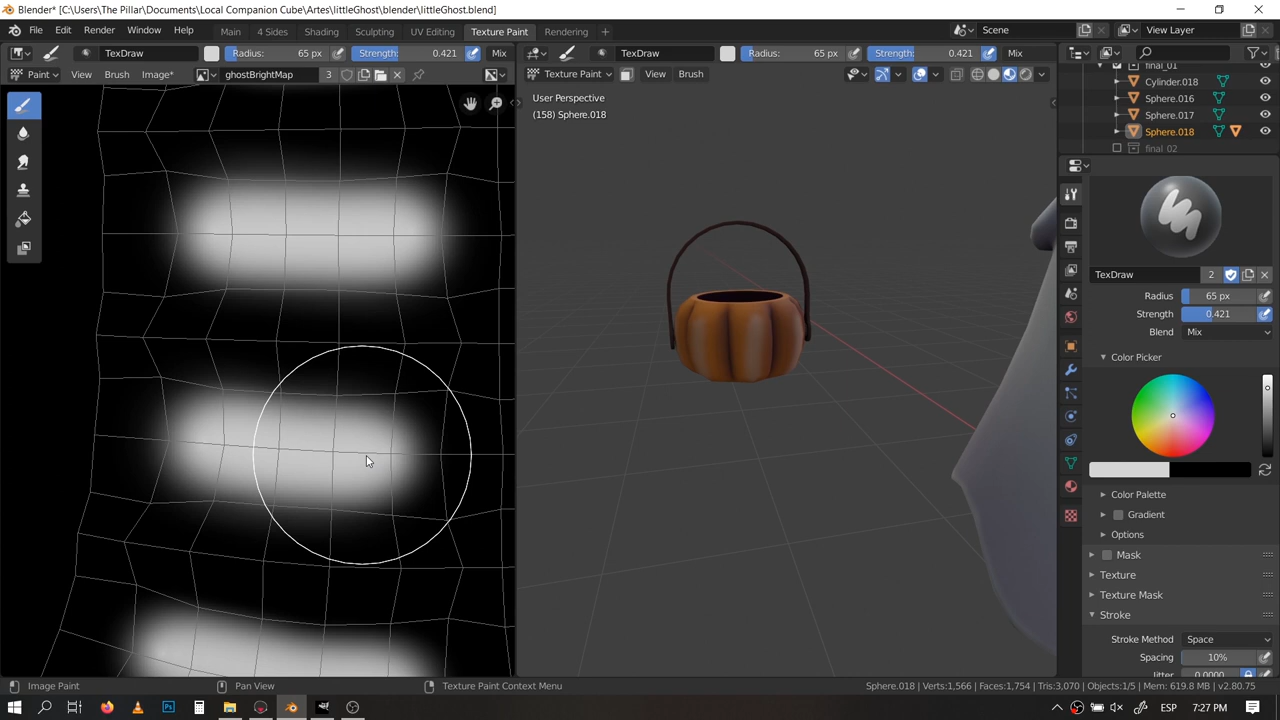 Blender* [C:\Users\The Pillar\Documents\Local Companion Cube\Artes\littleGhost\blender\littleGhost.blend]
File Edit Render Window Help Main 4 Sides Shading Sculpting UV Editing Texture Paint Rendering Scene View Layer
TexDraw Radius: 65 px Strength: 0.421 Mix TexDraw Radius: 65 px Strength: 0.421 Mix
Paint View Brush Image* ghostBrightMap 3 Texture Paint View Brush
final_01
Cylinder.018
Sphere.016
Sphere.017
Sphere.018
final_02
User Perspective
(158) Sphere.018
TexDraw 2
Radius 65 px
Strength 0.421
Blend Mix
Color Picker
Color Palette
Gradient
Options
Mask
Texture
Texture Mask
Stroke
Stroke Method Space
Spacing 10%
Jitter 0.0000
Image Paint Pan View Texture Paint Context Menu Sphere.018 | Verts:1,566 | Faces:1,754 | Tris:3,070 | Objects:1/5 | Mem: 619.8 MB | v2.80.75
ESP 7:27 PM